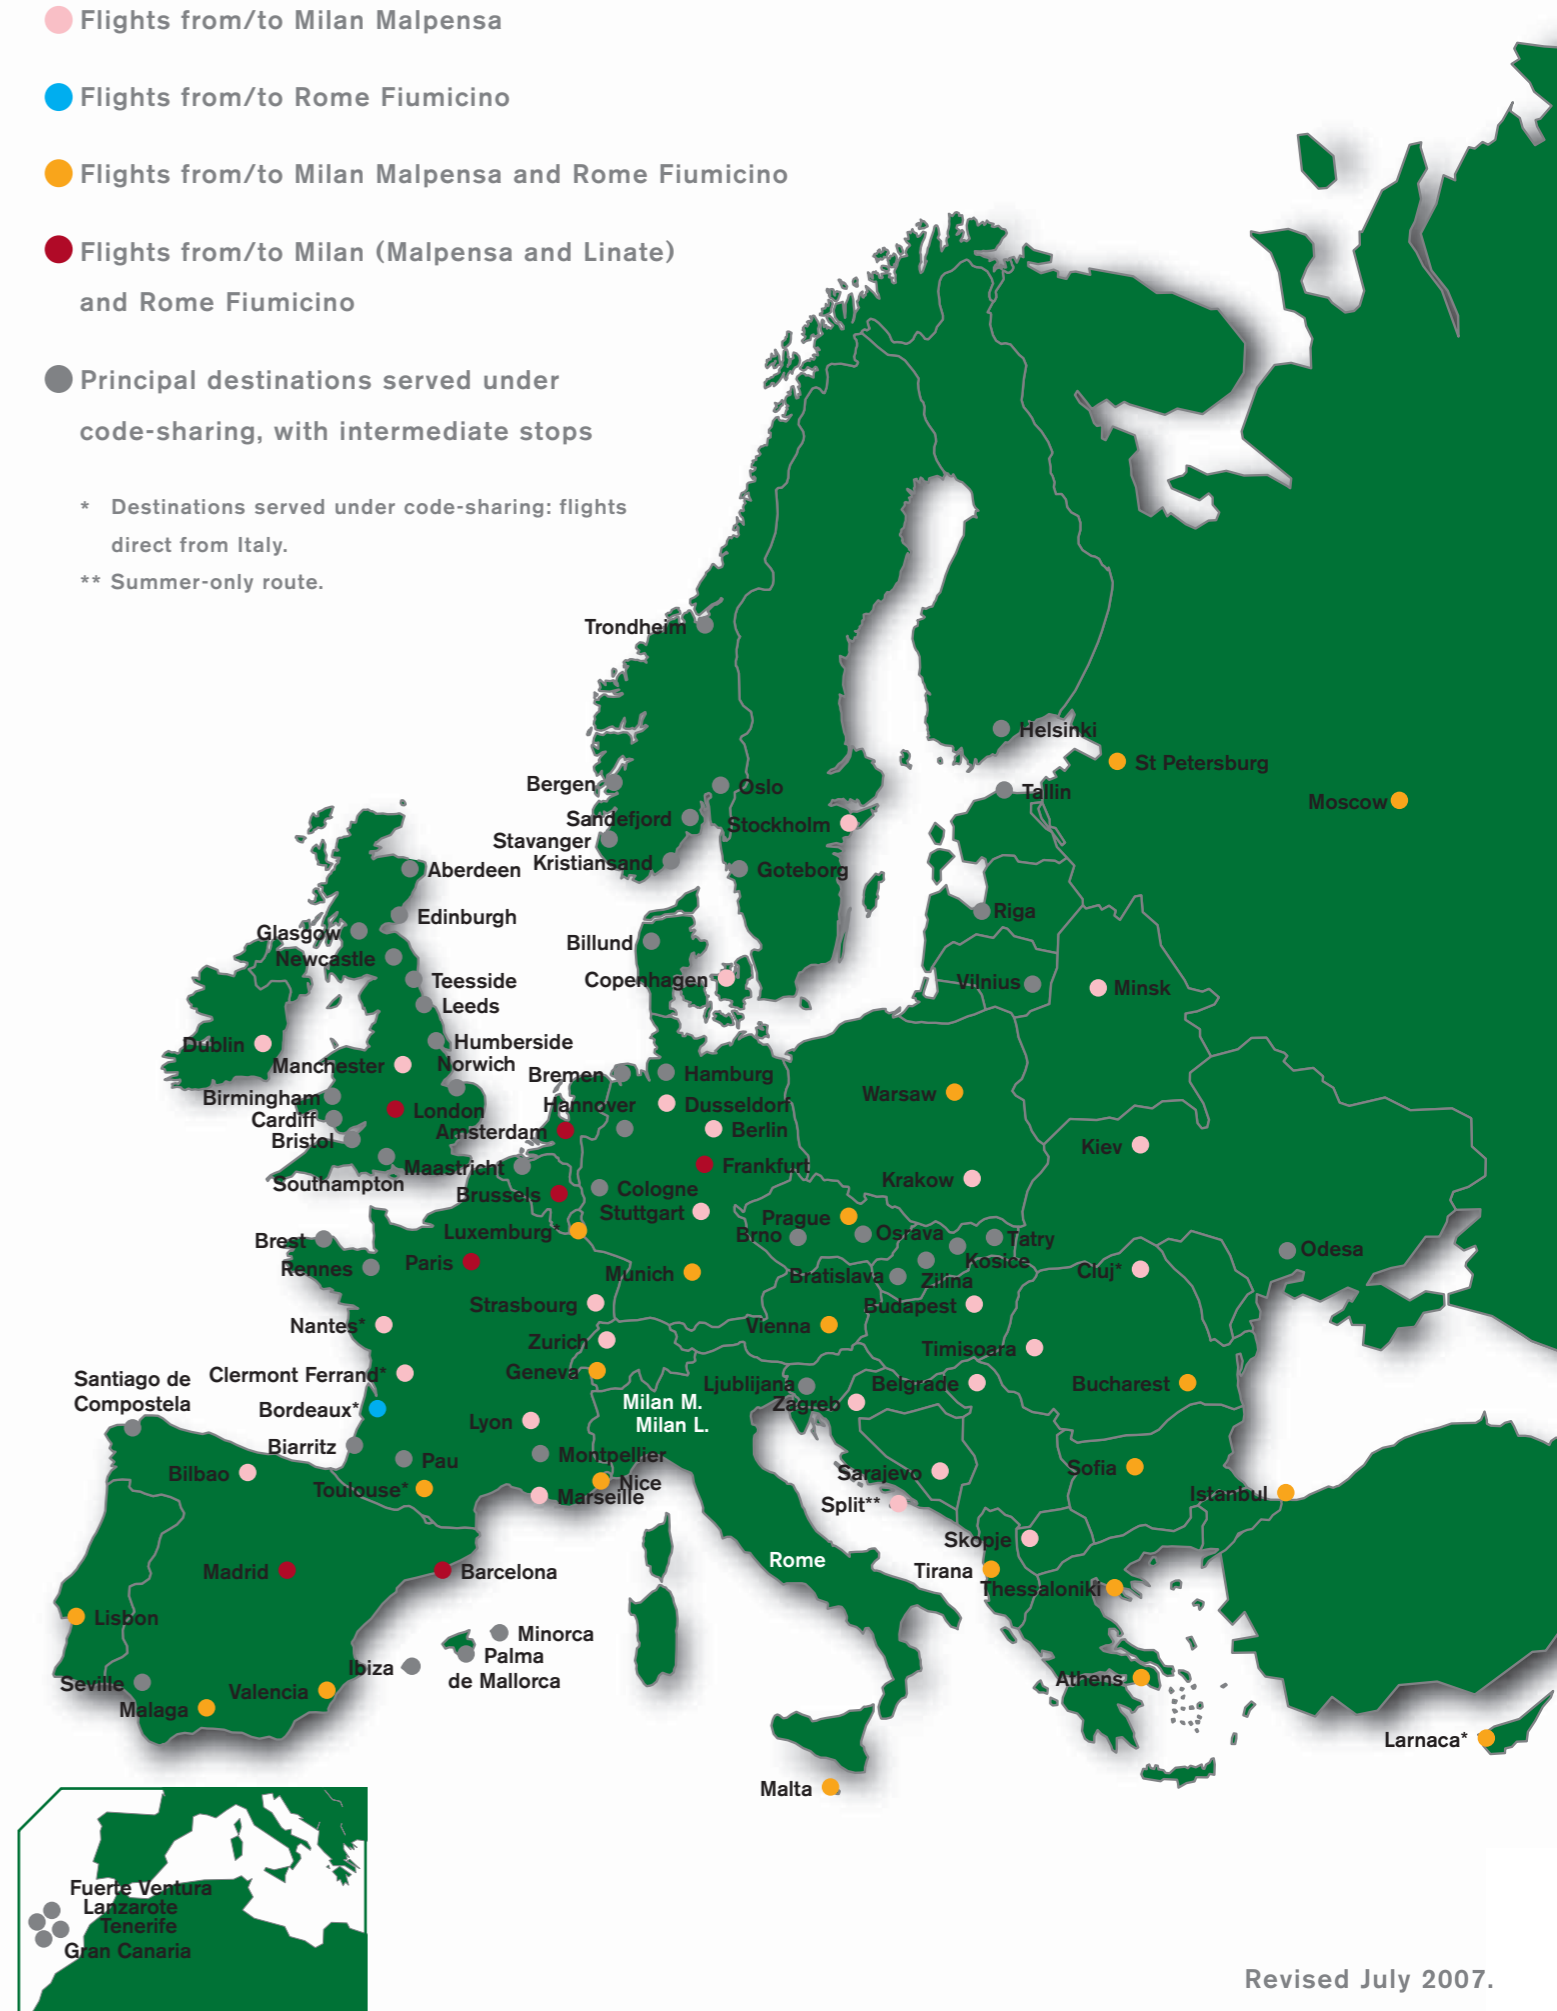 Flights from/to Milan Malpensa
Flights from/to Rome Fiumicino
Flights from/to Milan Malpensa and Rome Fiumicino
Flights from/to Milan (Malpensa and Linate)
and Rome Fiumicino
Principal destinations served under
code-sharing, with intermediate stops
* Destinations served under code-sharing: flights
direct from Italy.
** Summer-only route.
Trondheim
Helsinki
St Petersburg
Bergen
Oslo
Tallin
Moscow
Sandefjord
Stockholm
Stavanger
Kristiansand
Aberdeen
Goteborg
Edinburgh
Riga
Glasgow
Billund
Newcastle
Teesside
Copenhagen
Vilnius
Minsk
Leeds
Dublin
Humberside
Manchester
Norwich
Bremen
Hamburg
Warsaw
Birmingham
Hannover
Dusseldorf
Cardiff
London
Bristol
Amsterdam
Berlin
Kiev
Maastricht
Frankfurt
Southampton
Krakow
Brussels
Cologne
Stuttgart
Prague
Luxemburg*
Brno
Osrava
Tatry
Brest
Odesa
Rennes
Paris
Munich
Kosice
Bratislava
Zilina
Cluj*
Strasbourg
Budapest
Nantes*
Vienna
Zurich
Timisoara
Santiago de
Compostela
Clermont Ferrand*
Geneva
Ljublijana
Belgrade
Bucharest
Milan M.
Milan L.
Zagreb
Bordeaux*
Lyon
Biarritz
Pau
Montpellier
Bilbao
Sarajevo
Sofia
Toulouse*
Nice
Marseille
Split**
Istanbul
Skopje
Rome
Madrid
Barcelona
Tirana
Thessaloniki
Lisbon
Minorca
Palma
de Mallorca
Ibiza
Seville
Valencia
Athens
Malaga
Larnaca*
Malta
Fuerte Ventura
Lanzarote
Tenerife
Gran Canaria
Revised July 2007.